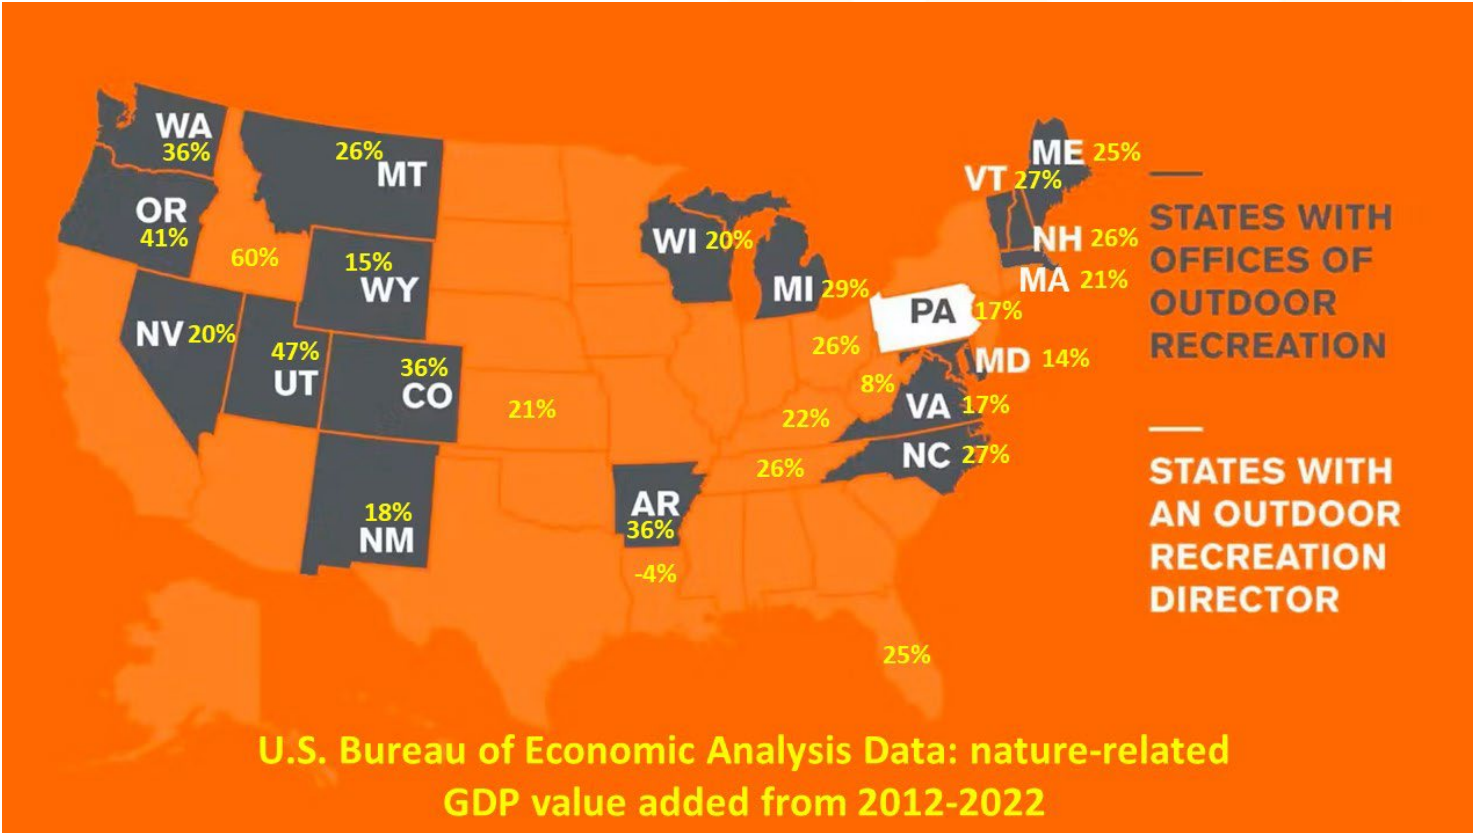 WA
36%
26%
MT
OR
41%
60%
15%
WY
NV 20%
47%
UT
36%
CO
21%
18%
NM
AR
36%
-4%
WI 20%
MI 29%
26%
8%
22%
26%
25%
ME 25%
VT 27%
NH 26%
MA 21%
PA 17%
MD 14%
VA 17%
NC 27%
STATES WITH
OFFICES OF
OUTDOOR
RECREATION
STATES WITH
AN OUTDOOR
RECREATION
DIRECTOR
U.S. Bureau of Economic Analysis Data: nature-related
GDP value added from 2012-2022